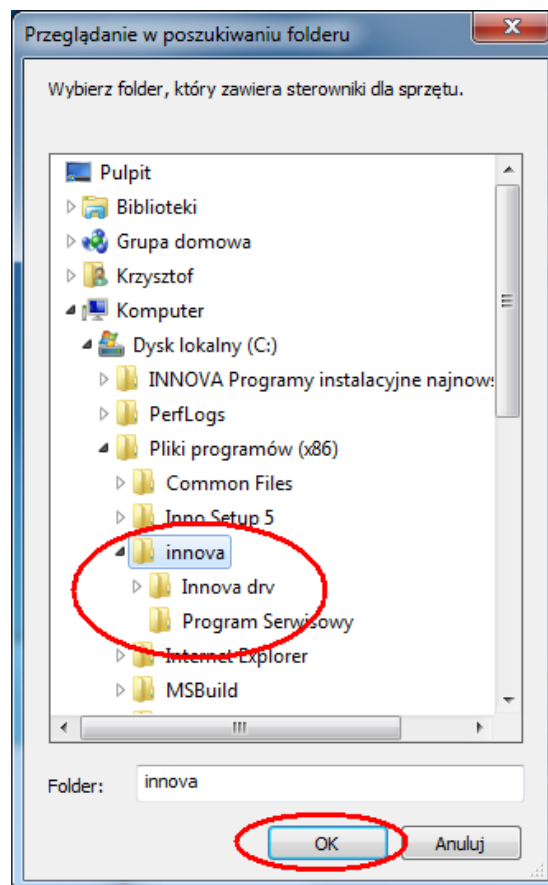 Przeglądanie w poszukiwaniu folderu
Wybierz folder, który zawiera sterowniki dla sprzętu.
Pulpit
Biblioteki
Grupa domowa
Krzysztof
Komputer
Dysk lokalny (C:)
INNOVA Programy instalacyjne najnow:
PerfLogs
Pliki programów (x86)
Common Files
Inno Setup 5
innova
Innova drv
Program Serwisowy
Internet Explorer
MSBuild
Folder: innova
OK Anuluj